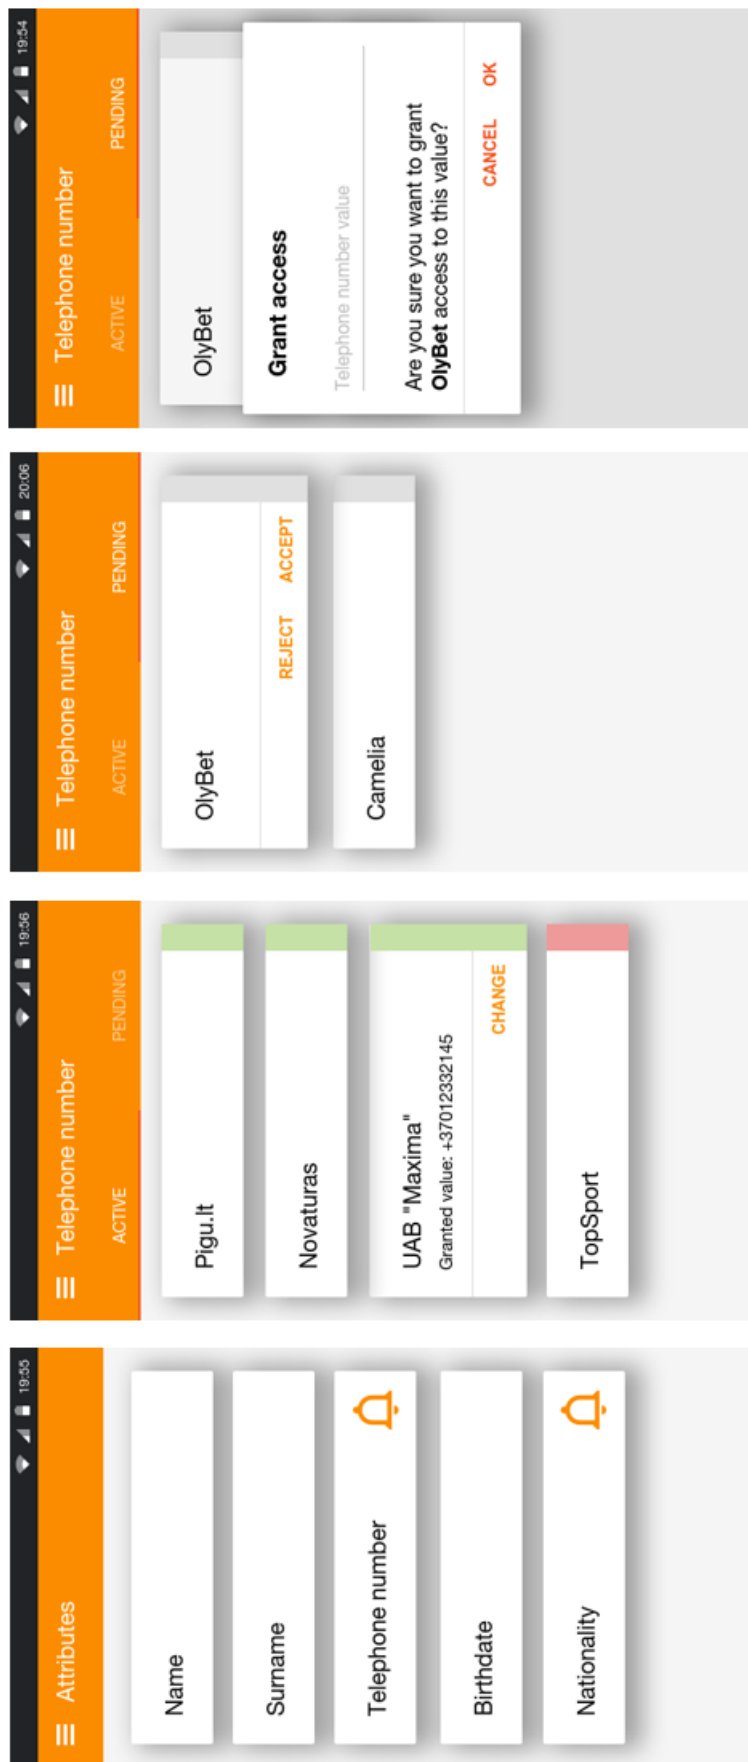 19:55
Attributes
Name
Surname
Telephone number
Birthdate
Nationality
19:56
Telephone number
ACTIVE PENDING
Pigu.lt
Novaturas
UAB "Maxima"
Granted value: +37012332145
CHANGE
TopSport
20:06
Telephone number
ACTIVE PENDING
OlyBet
REJECT ACCEPT
Camelia
19:54
Telephone number
ACTIVE PENDING
OlyBet
Grant access
Telephone number value
Are you sure you want to grant
OlyBet access to this value?
CANCEL OK